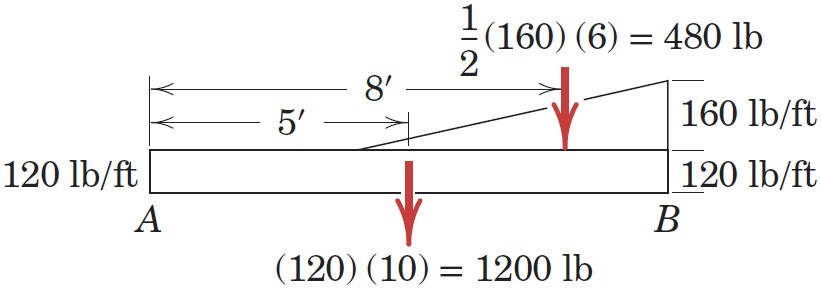 1/2 (160) (6) = 480 lb
8′
5′
160 lb/ft
120 lb/ft
120 lb/ft
A
B
(120) (10) = 1200 lb